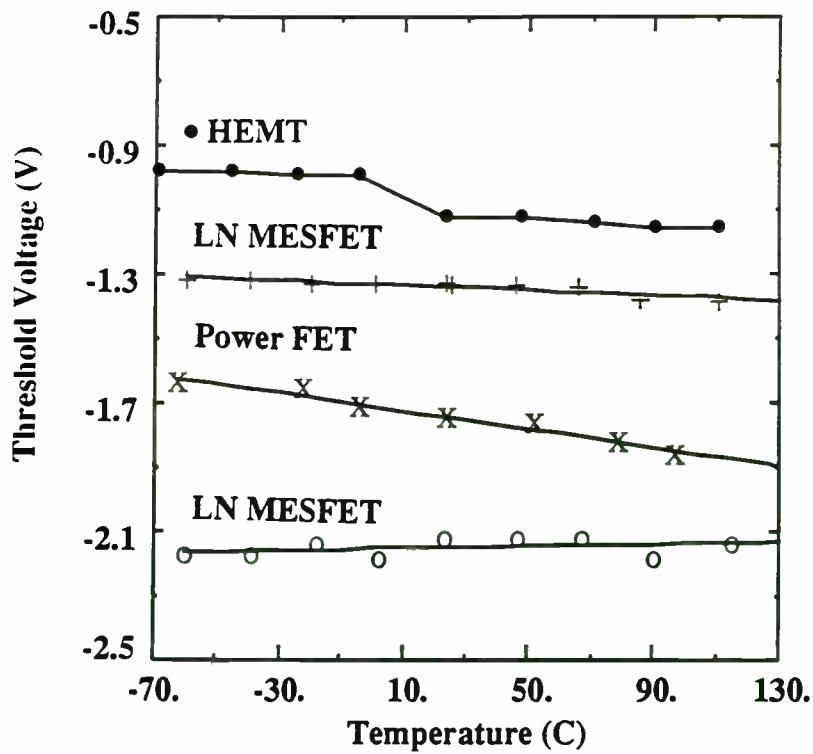 -0.5
● HEMT
-0.9
LN MESFET
-1.3
Power FET
-1.7
LN MESFET
-2.1
-2.5
-70. -30. 10. 50. 90. 130.
Temperature (C)
Threshold Voltage (V)